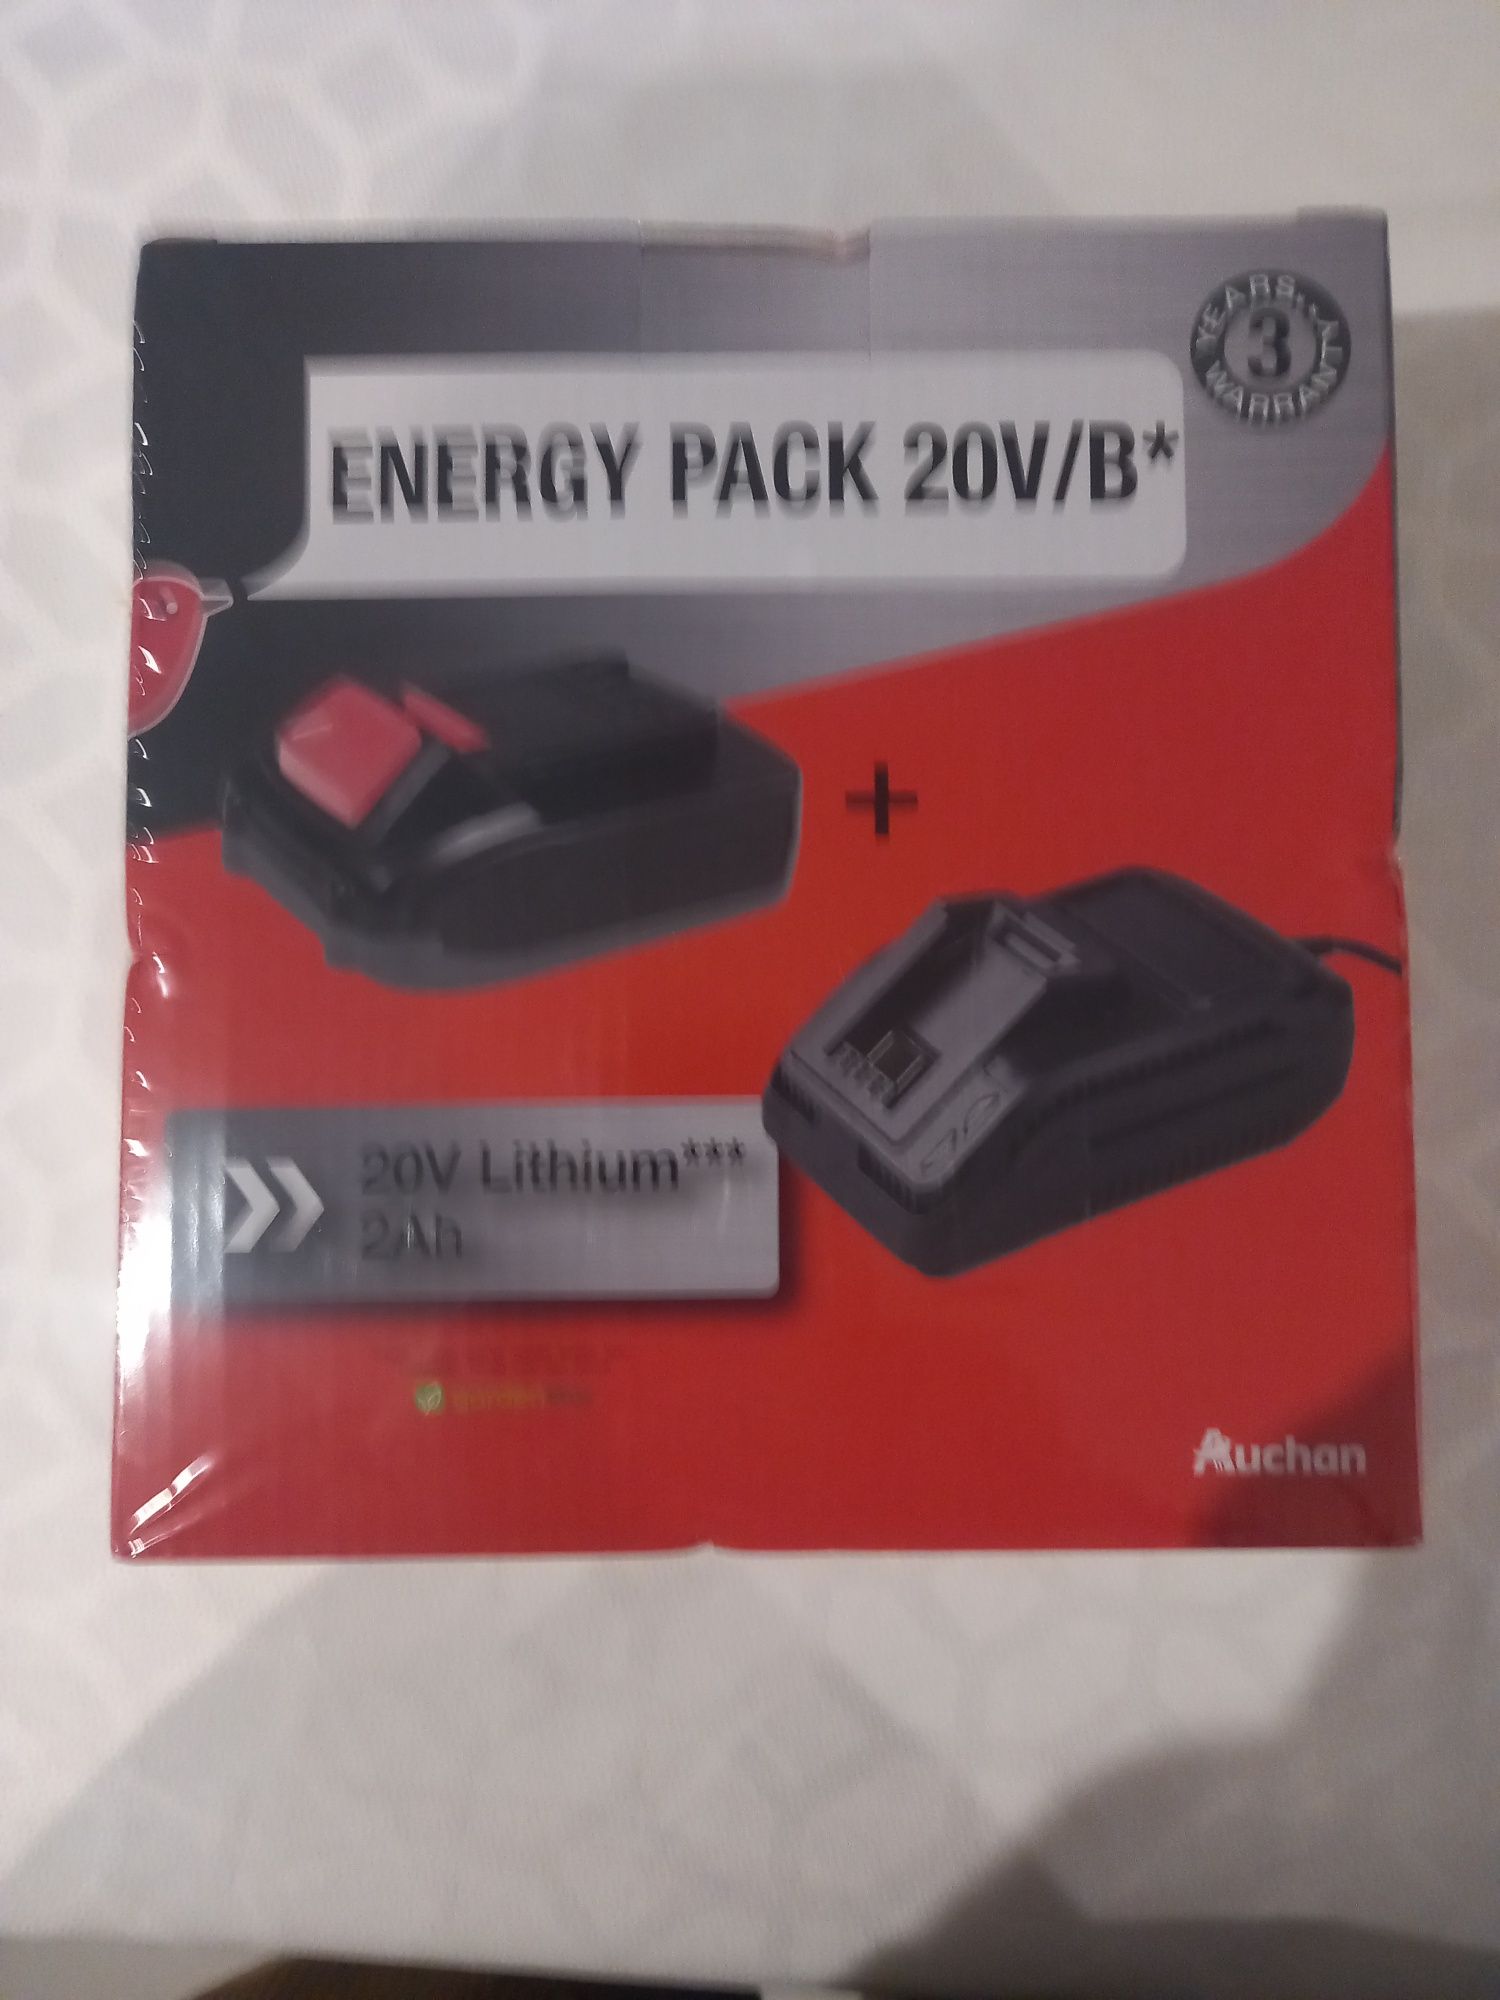 YEARS
3
WARRANTY
ENERGY PACK 20V/B*
+
20V Lithium***
2Ah
Auchan